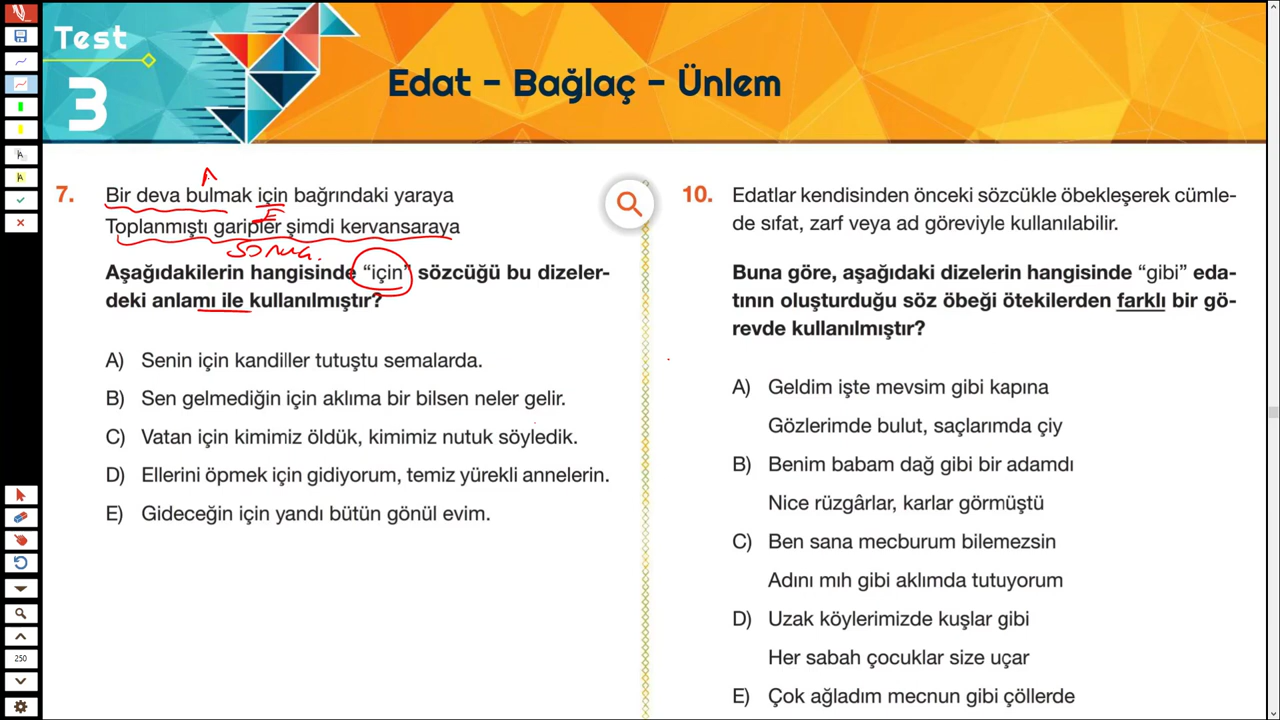 Test
3
Edat - Bağlaç - Ünlem
7. Bir deva bulmak için bağrındaki yaraya
Toplanmıştı garipler şimdi kervansaraya
sonuç
Aşağıdakilerin hangisinde “için” sözcüğü bu dizeler-
deki anlamı ile kullanılmıştır?
A) Senin için kandiller tutuştu semalarda.
B) Sen gelmediğin için aklıma bir bilsen neler gelir.
C) Vatan için kimimiz öldük, kimimiz nutuk söyledik.
D) Ellerini öpmek için gidiyorum, temiz yürekli annelerin.
E) Gideceğin için yandı bütün gönül evim.
10. Edatlar kendisinden önceki sözcükle öbekleşerek cümle-
de sıfat, zarf veya ad göreviyle kullanılabilir.
Buna göre, aşağıdaki dizelerin hangisinde “gibi” eda-
tının oluşturduğu söz öbeği ötekilerden farklı bir gö-
revde kullanılmıştır?
A) Geldim işte mevsim gibi kapına
Gözlerimde bulut, saçlarımda çiy
B) Benim babam dağ gibi bir adamdı
Nice rüzgârlar, karlar görmüştü
C) Ben sana mecburum bilemezsin
Adını mıh gibi aklımda tutuyorum
D) Uzak köylerimizde kuşlar gibi
Her sabah çocuklar size uçar
E) Çok ağladım mecnun gibi çöllerde
250